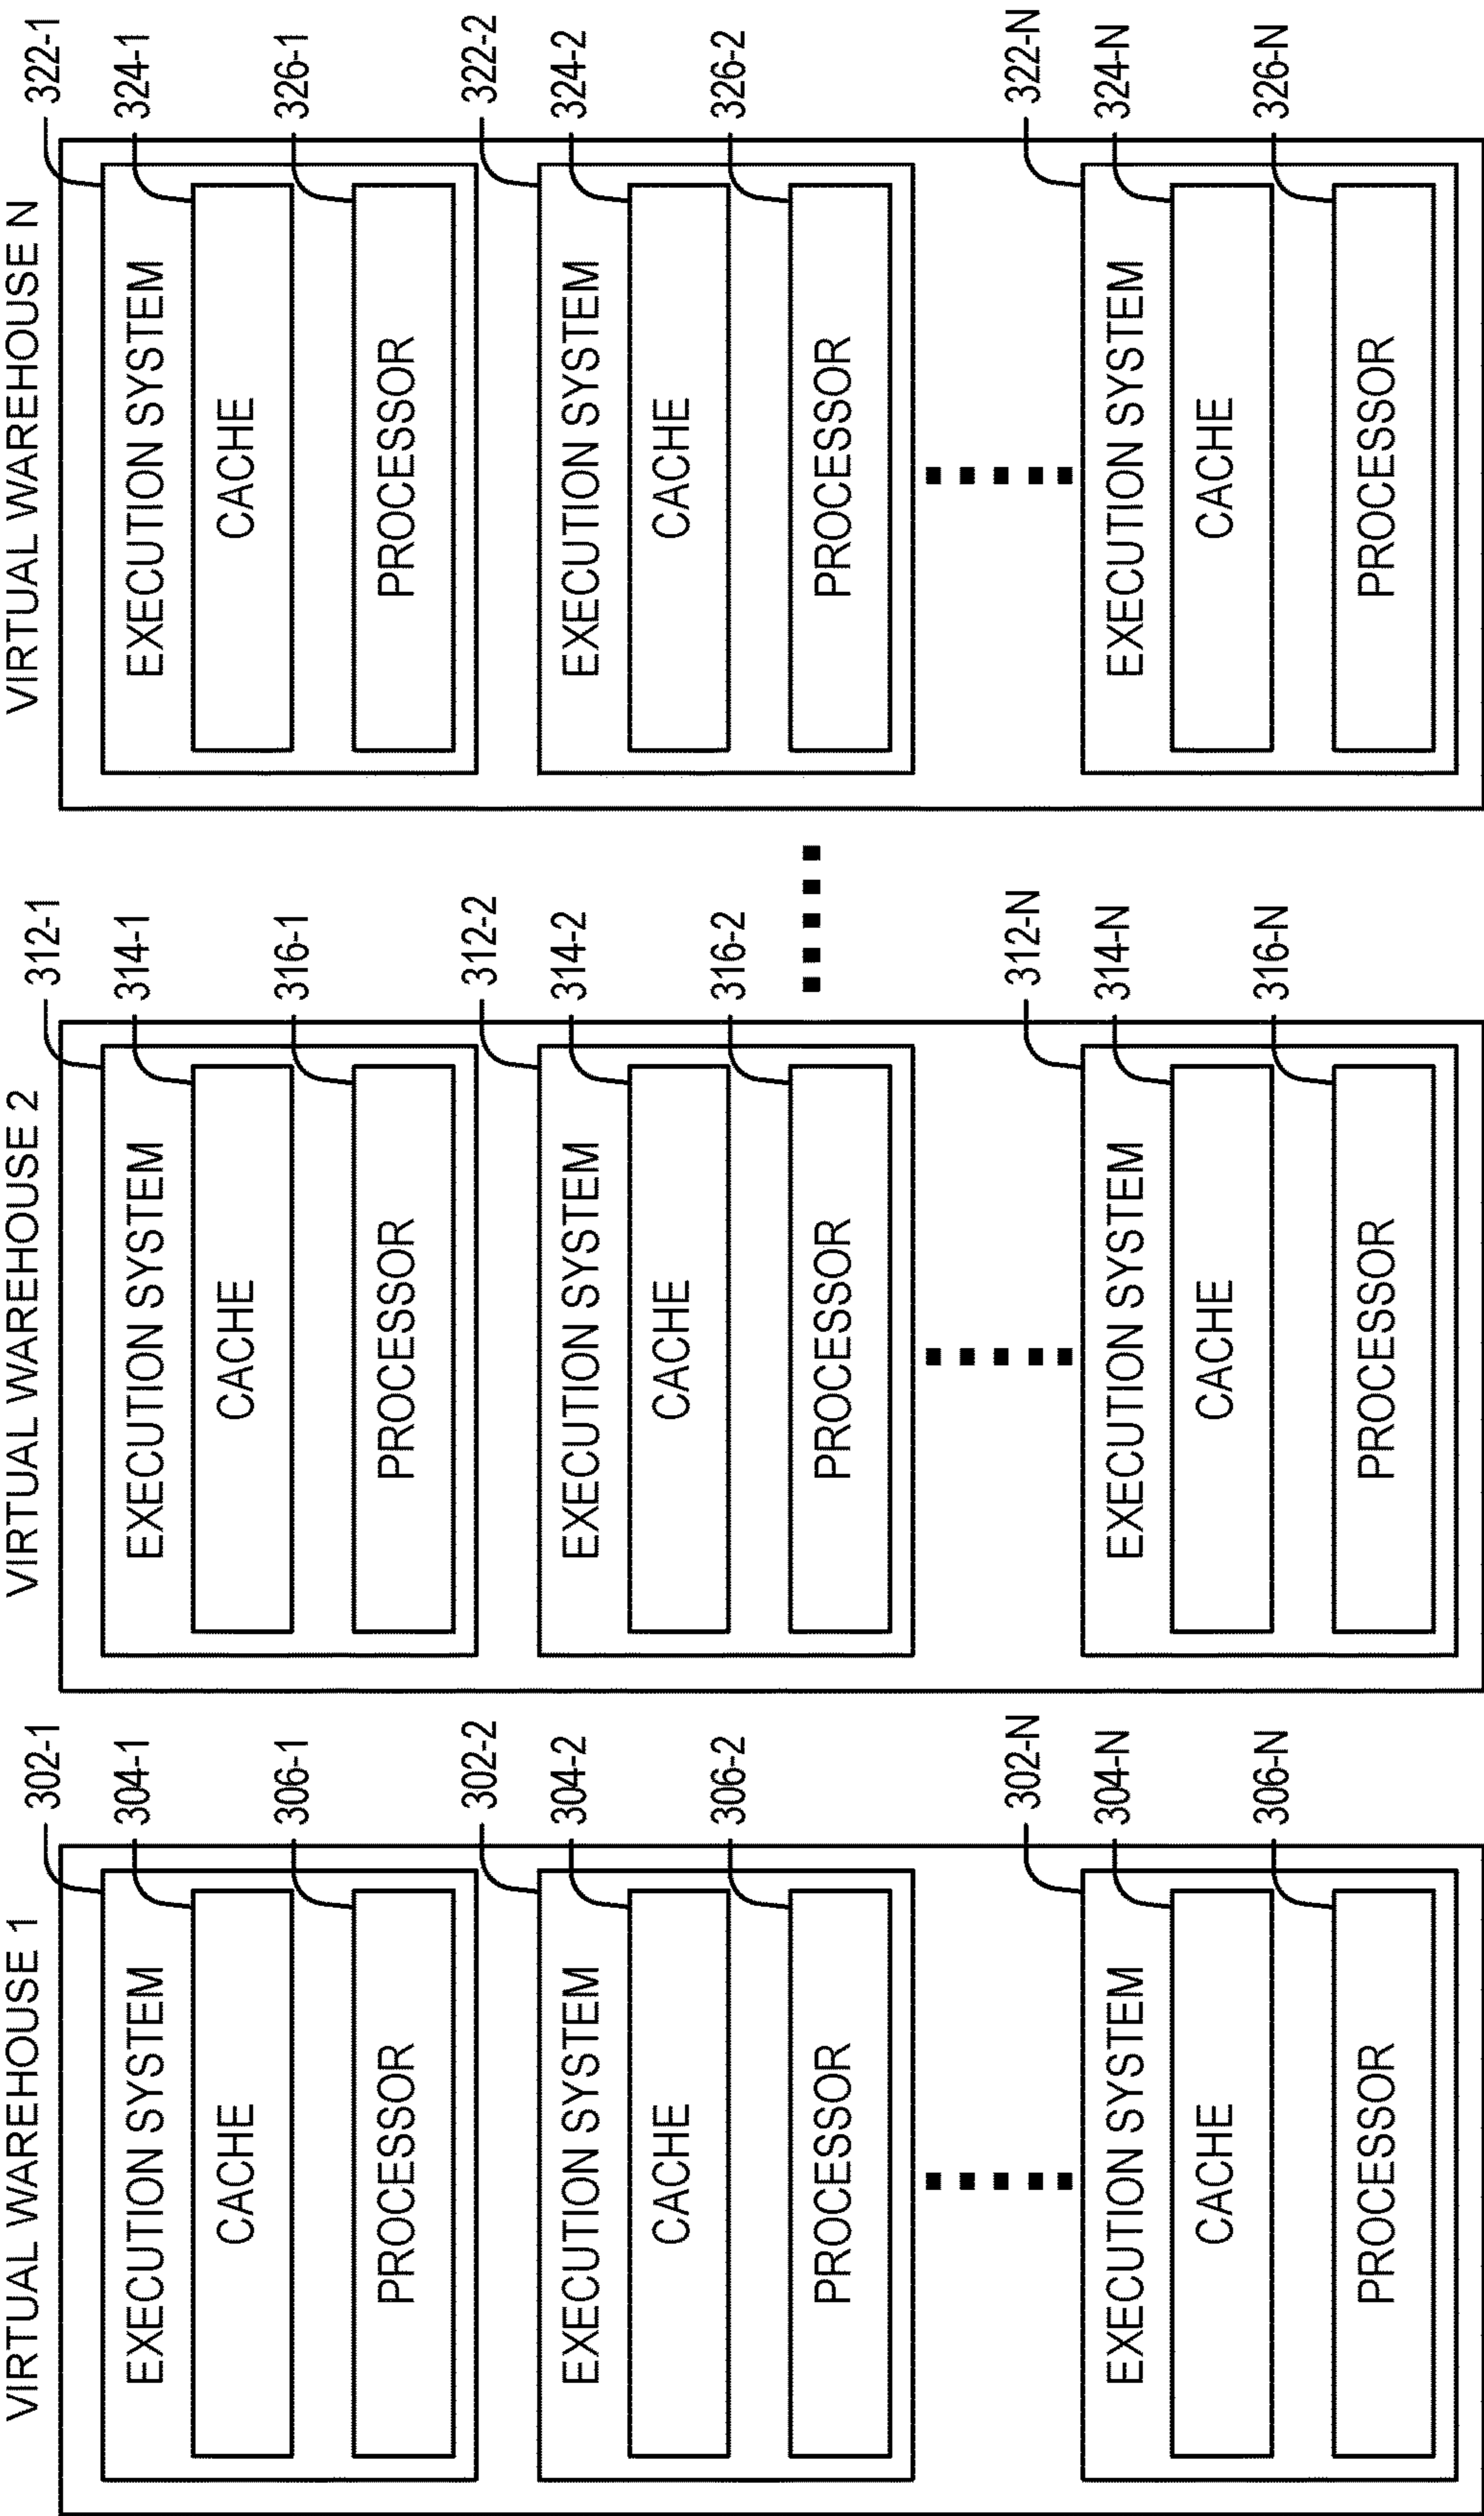 VIRTUAL WAREHOUSE 1
302-1
EXECUTION SYSTEM
304-1
CACHE
306-1
PROCESSOR
302-2
EXECUTION SYSTEM
304-2
CACHE
306-2
PROCESSOR
302-N
EXECUTION SYSTEM
304-N
CACHE
306-N
PROCESSOR
VIRTUAL WAREHOUSE 2
312-1
EXECUTION SYSTEM
314-1
CACHE
316-1
PROCESSOR
312-2
EXECUTION SYSTEM
314-2
CACHE
316-2
PROCESSOR
312-N
EXECUTION SYSTEM
314-N
CACHE
316-N
PROCESSOR
VIRTUAL WAREHOUSE N
322-1
EXECUTION SYSTEM
324-1
CACHE
326-1
PROCESSOR
322-2
EXECUTION SYSTEM
324-2
CACHE
326-2
PROCESSOR
322-N
EXECUTION SYSTEM
324-N
CACHE
326-N
PROCESSOR